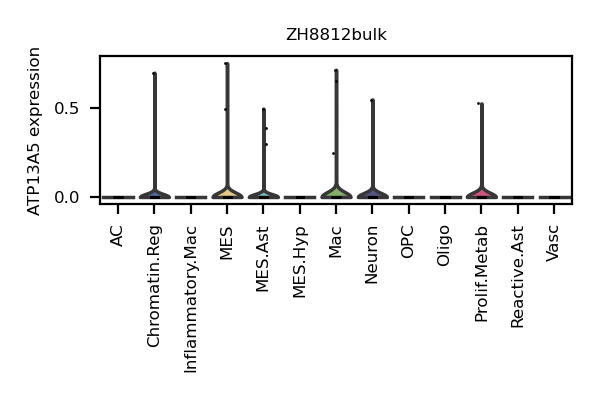 ZH8812bulk
ATP13A5 expression
0.5
0.0
AC
Chromatin.Reg
Inflammatory.Mac
MES
MES.Ast
MES.Hyp
Mac
Neuron
OPC
Oligo
Prolif.Metab
Reactive.Ast
Vasc